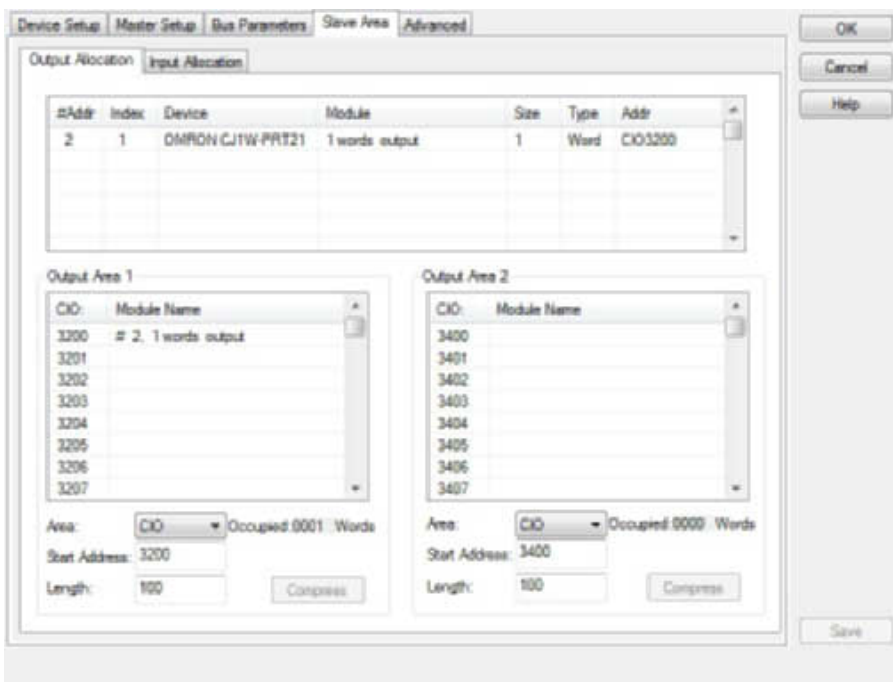 Device Setup Master Setup Bus Parameters Slave Area Advanced
OK
Output Allocation Input Allocation
Cancel
Help
#Addr Index Device Module Size Type Addr
2 1 OMRON CJ1W-PRT21 1 words output 1 Word CIO3200
Output Area 1
CIO: Module Name
3200 # 2, 1 words output
3201
3202
3203
3204
3205
3206
3207
Area: CIO Occupied:0001 Words
Start Address: 3200
Length: 100 Compress
Output Area 2
CIO: Module Name
3400
3401
3402
3403
3404
3405
3406
3407
Area: CIO Occupied:0000 Words
Start Address: 3400
Length: 100 Compress
Save